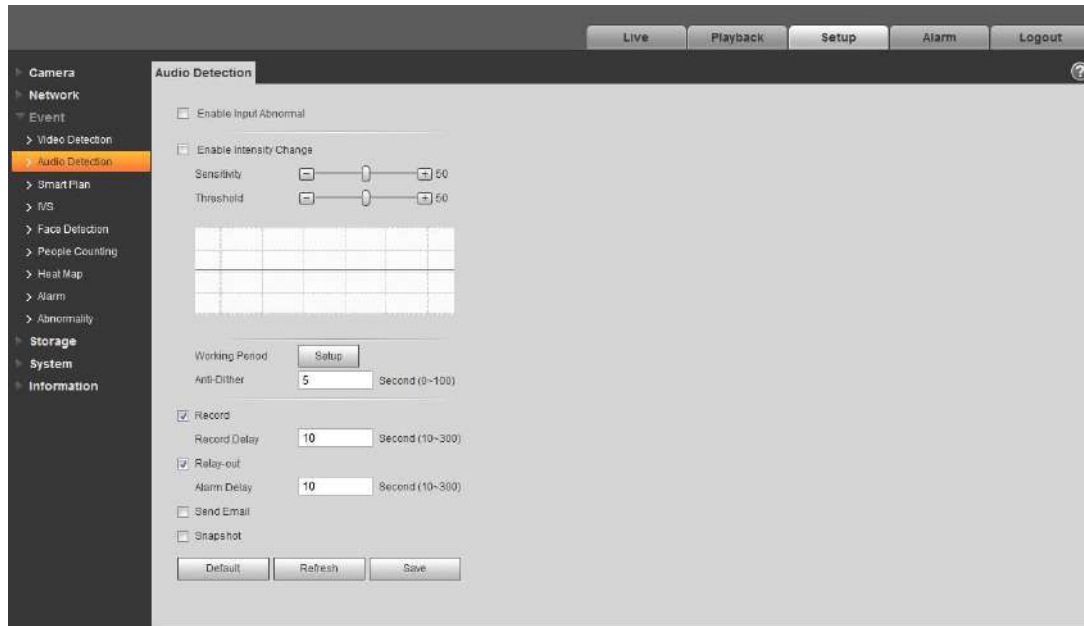 Live Playback Setup Alarm Logout
Camera
Network
Event
Video Detection
Audio Detection
Smart Plan
IVS
Face Detection
People Counting
Heat Map
Alarm
Abnormality
Storage
System
Information
Audio Detection ?
Enable Input Abnormal
Enable Intensity Change
Sensitivity 50
Threshold 50
Working Period Setup
Anti-Dither 5 Second (0~100)
Record
Record Delay 10 Second (10~300)
Relay-out
Alarm Delay 10 Second (10~300)
Send Email
Snapshot
Default Refresh Save